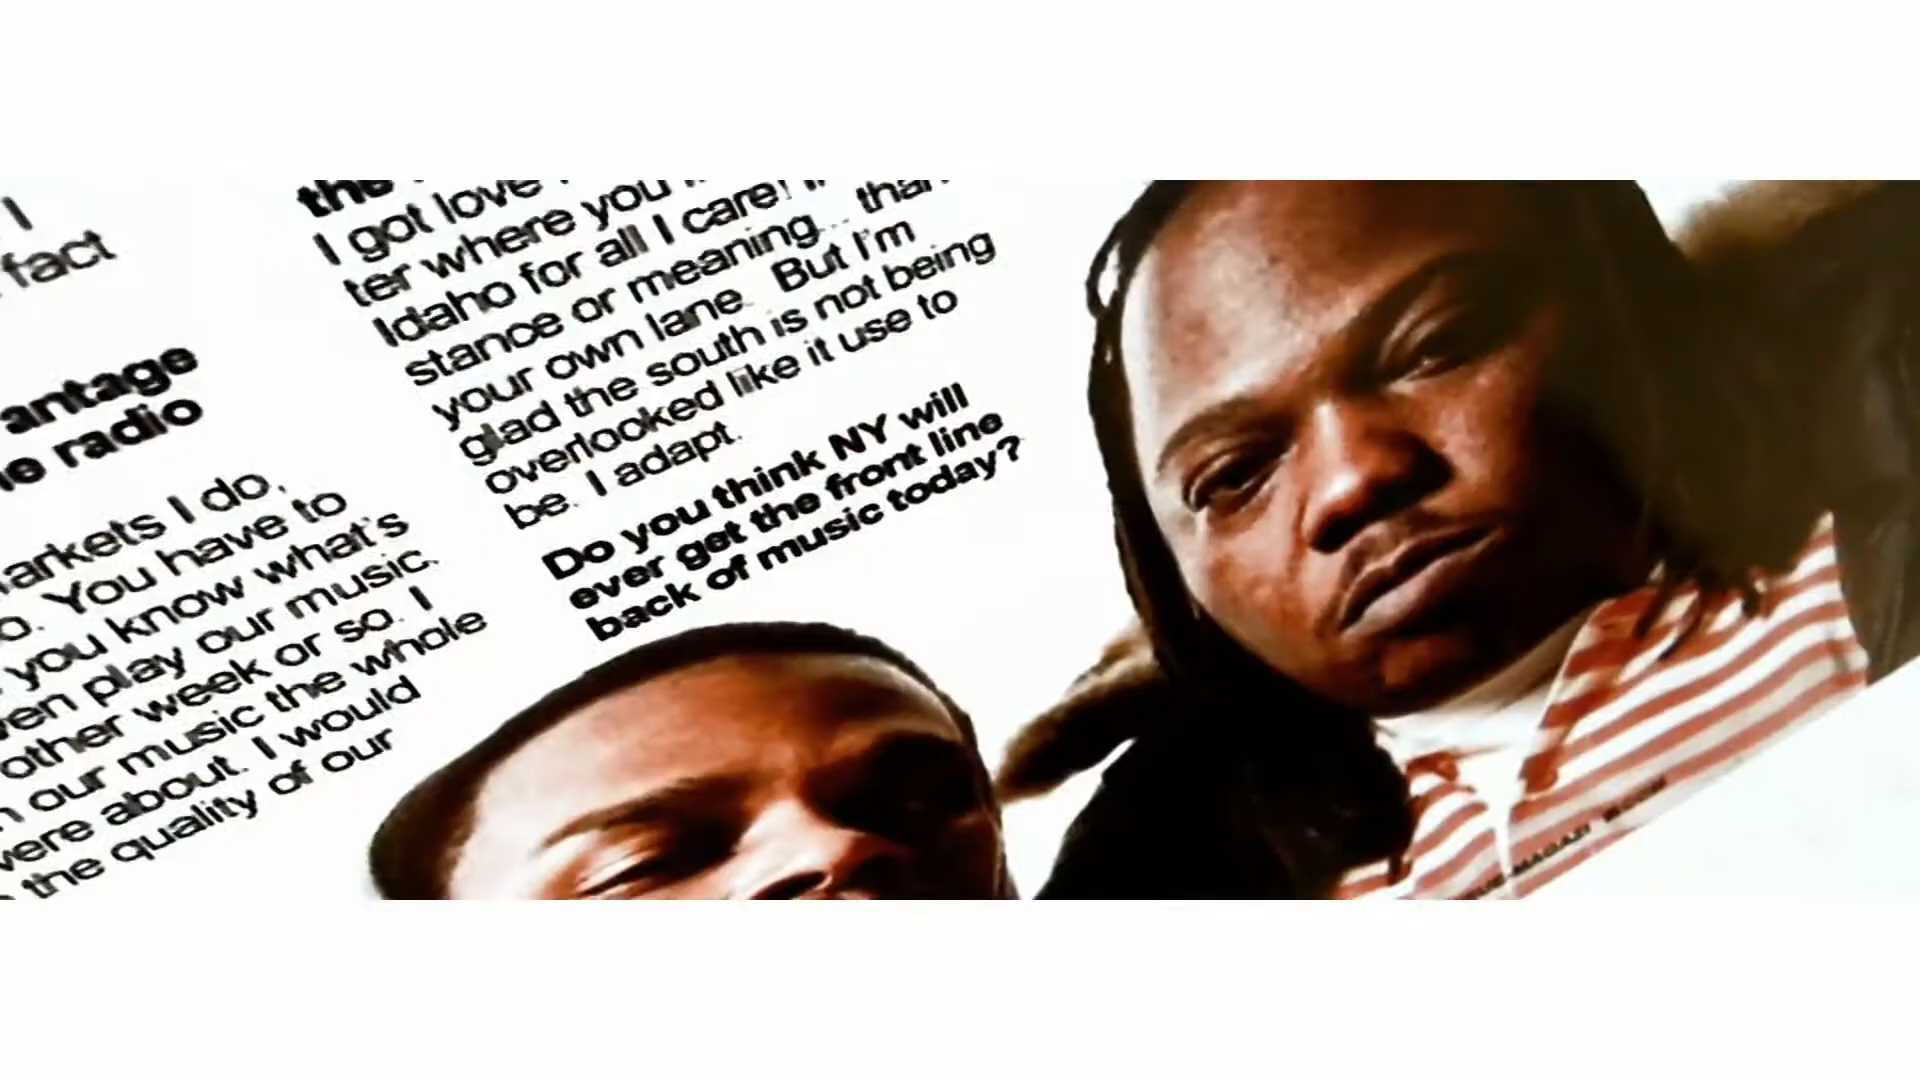 I
fact
antage
radio
markets I do,
You have to
you know what's
play our music.
other week or so. I
our music the whole
were about. I would
the quality of our
the
I got love
ter where you
Idaho for all I care!
stance or meaning... than
your own lane. But I'm
glad the south is not being
overlooked like it use to
be. I adapt.
Do you think NY will
ever get the front line
back of music today?